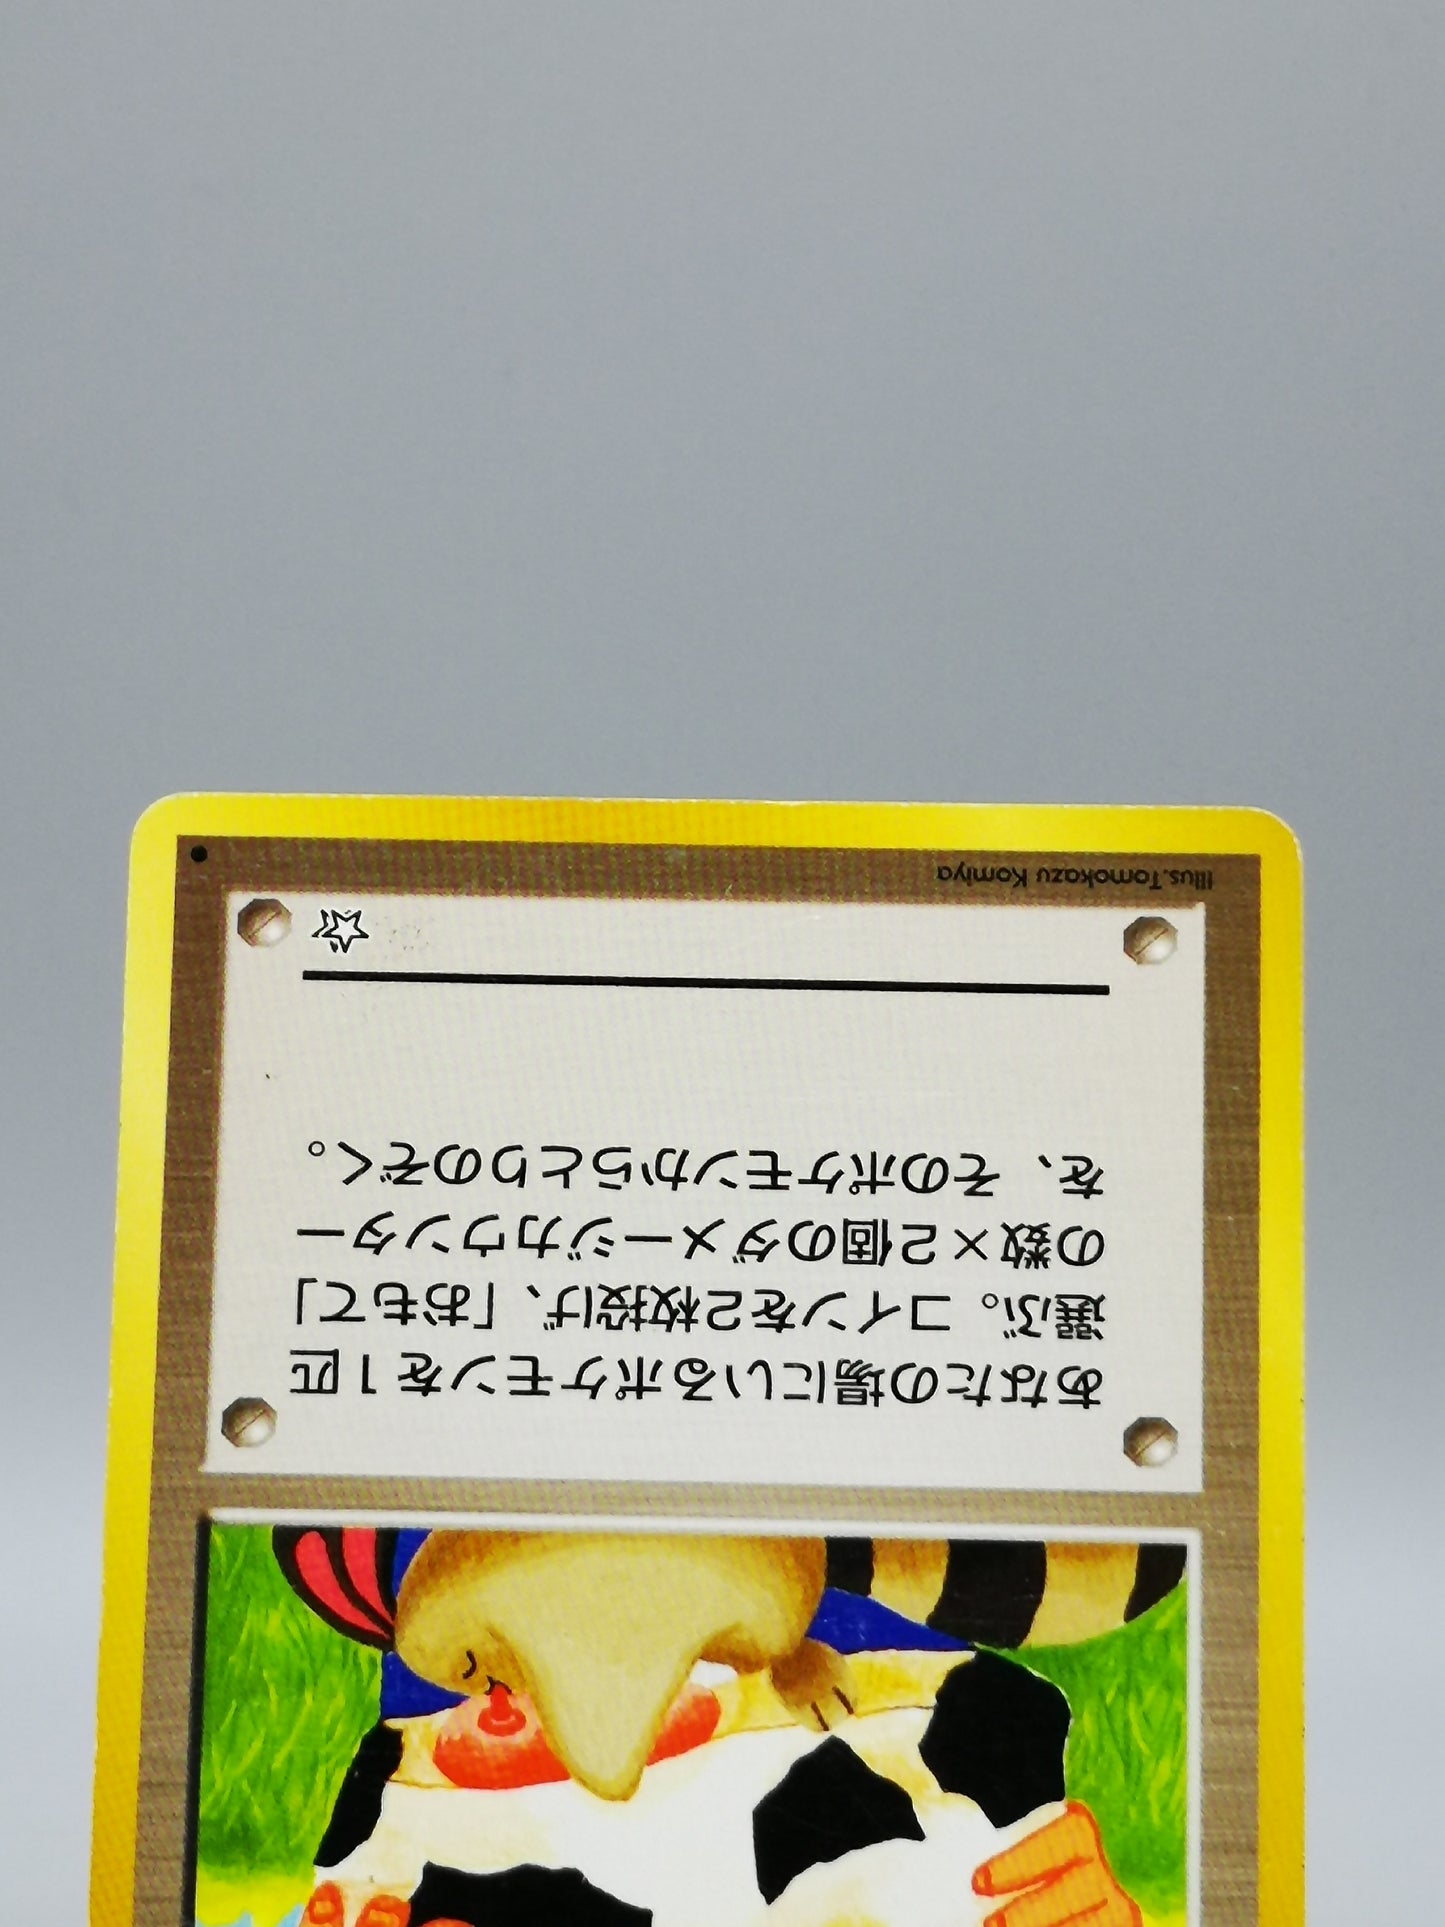 あなたの場にいるポケモンを1匹
選ぶ。コインを2枚投げ、「おもて」
の数×2個のダメージカウンター
を、そのポケモンからとりのぞく。
Illus.Tomokazu Komiya